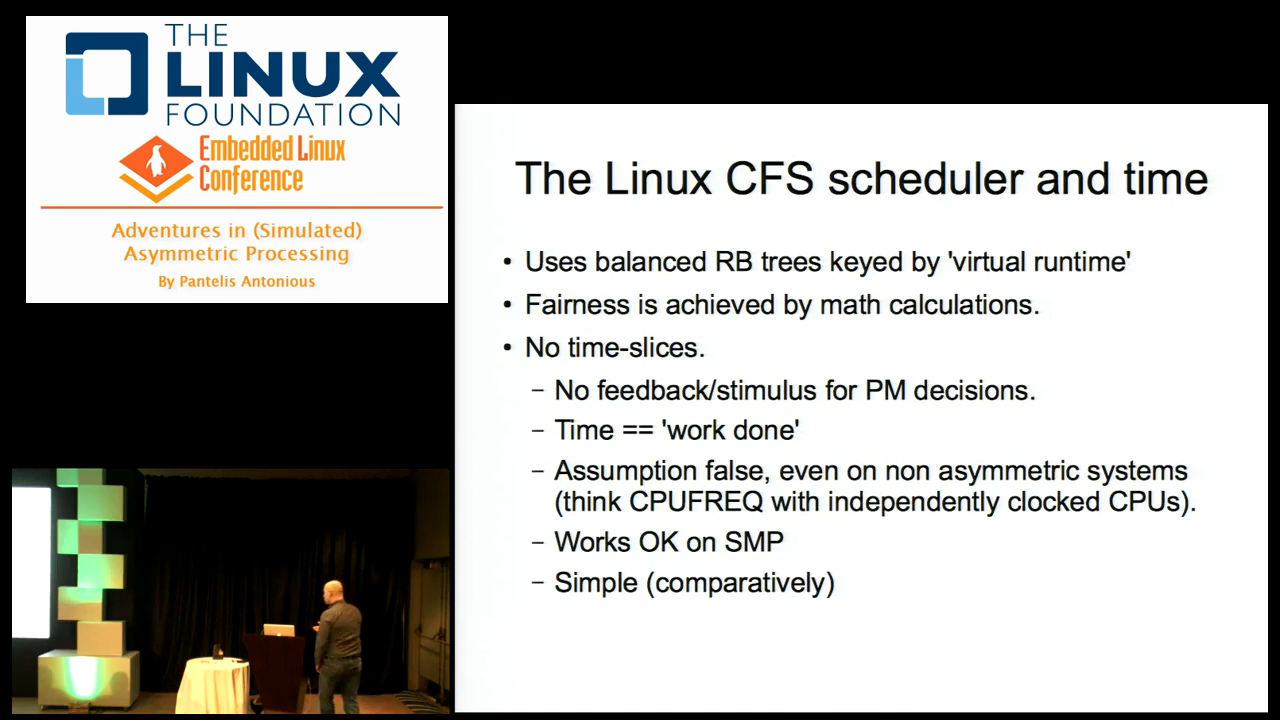 THE
LINUX
FOUNDATION
Embedded Linux
Conference
Adventures in (Simulated)
Asymmetric Processing
By Pantelis Antonious
The Linux CFS scheduler and time
• Uses balanced RB trees keyed by 'virtual runtime'
• Fairness is achieved by math calculations.
• No time-slices.
– No feedback/stimulus for PM decisions.
– Time == 'work done'
– Assumption false, even on non asymmetric systems
(think CPUFREQ with independently clocked CPUs).
– Works OK on SMP
– Simple (comparatively)